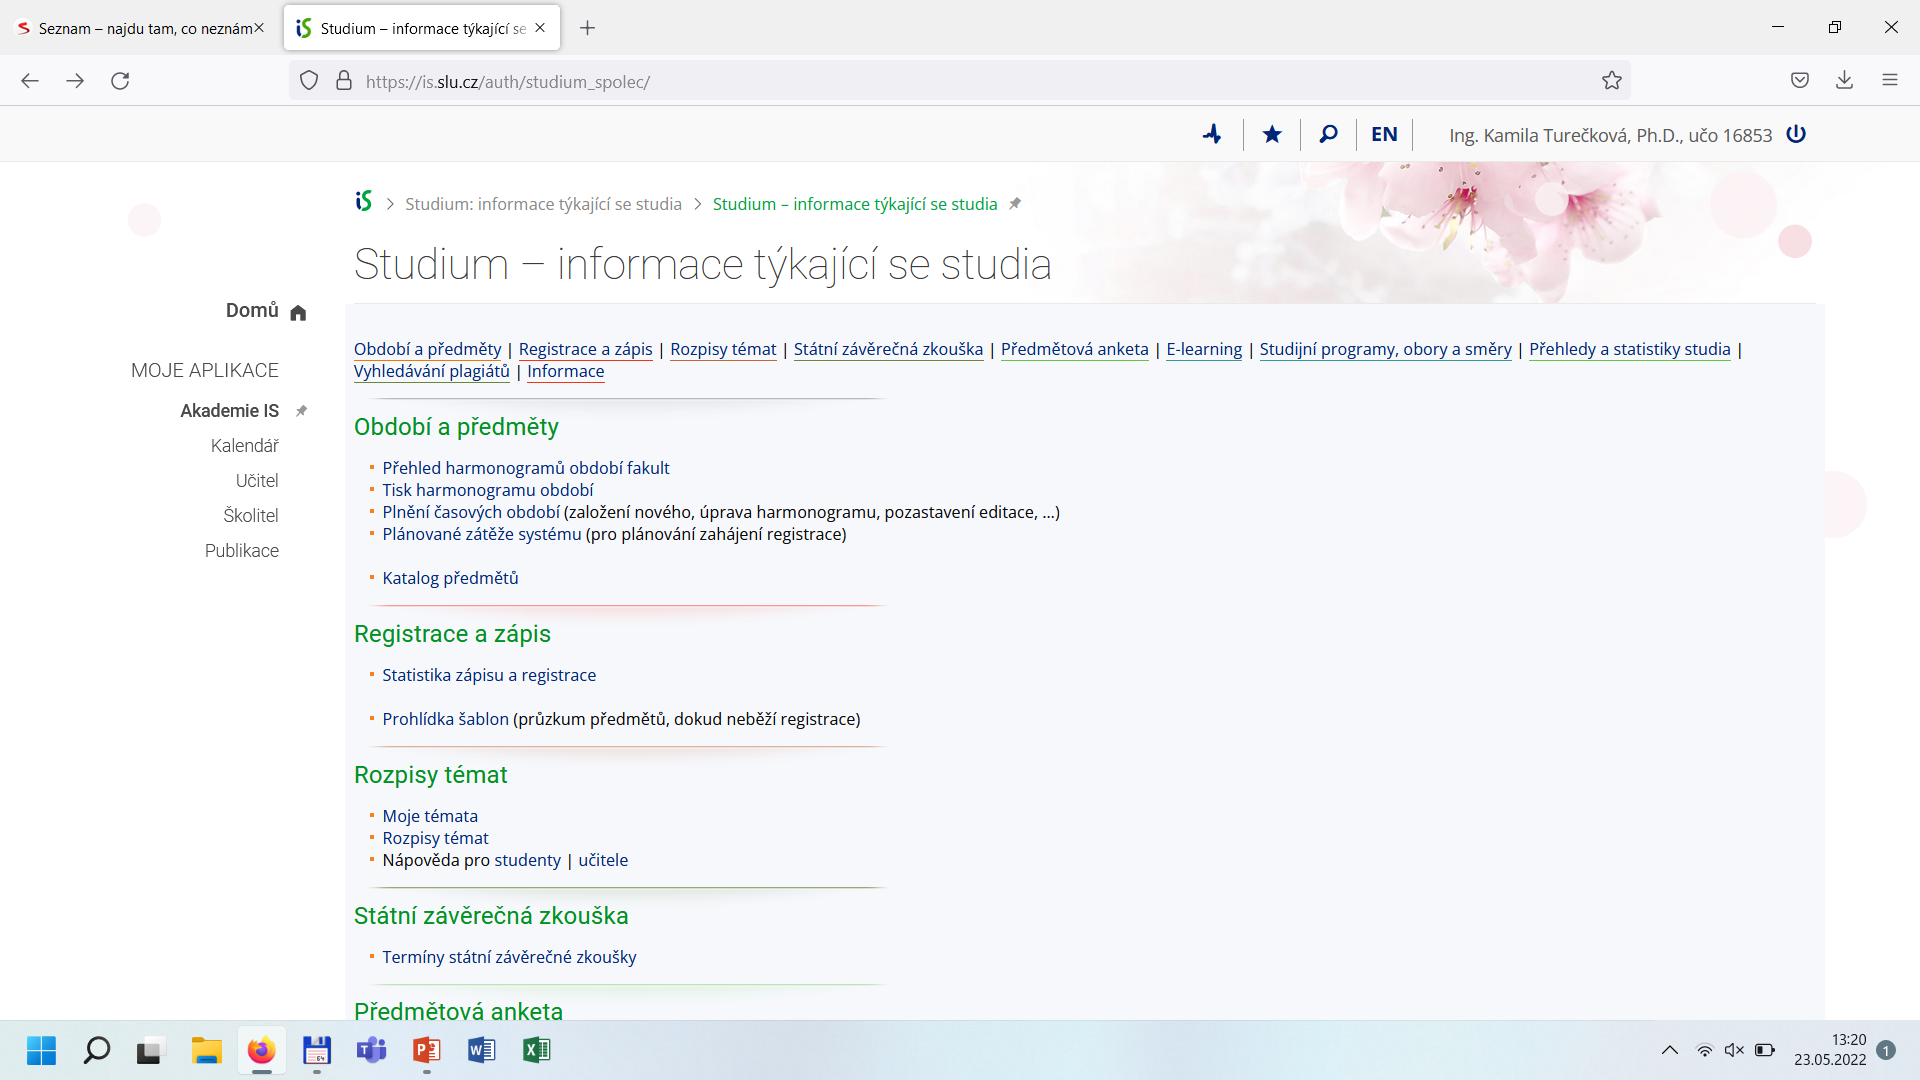 Seznam – najdu tam, co neznám
Studium – informace týkající se
https://is.slu.cz/auth/studium_spolec/
EN
Ing. Kamila Turečková, Ph.D., učo 16853
Studium: informace týkající se studia
Studium – informace týkající se studia
Studium – informace týkající se studia
Domů
MOJE APLIKACE
Akademie IS
Kalendář
Učitel
Školitel
Publikace
Období a předměty | Registrace a zápis | Rozpisy témat | Státní závěrečná zkouška | Předmětová anketa | E-learning | Studijní programy, obory a směry | Přehledy a statistiky studia |
Vyhledávání plagiátů | Informace
Období a předměty
Přehled harmonogramů období fakult
Tisk harmonogramu období
Plnění časových období (založení nového, úprava harmonogramu, pozastavení editace, ...)
Plánované zátěže systému (pro plánování zahájení registrace)
Katalog předmětů
Registrace a zápis
Statistika zápisu a registrace
Prohlídka šablon (průzkum předmětů, dokud neběží registrace)
Rozpisy témat
Moje témata
Rozpisy témat
Nápověda pro studenty | učitele
Státní závěrečná zkouška
Termíny státní závěrečné zkoušky
Předmětová anketa
13:20
23.05.2022
1